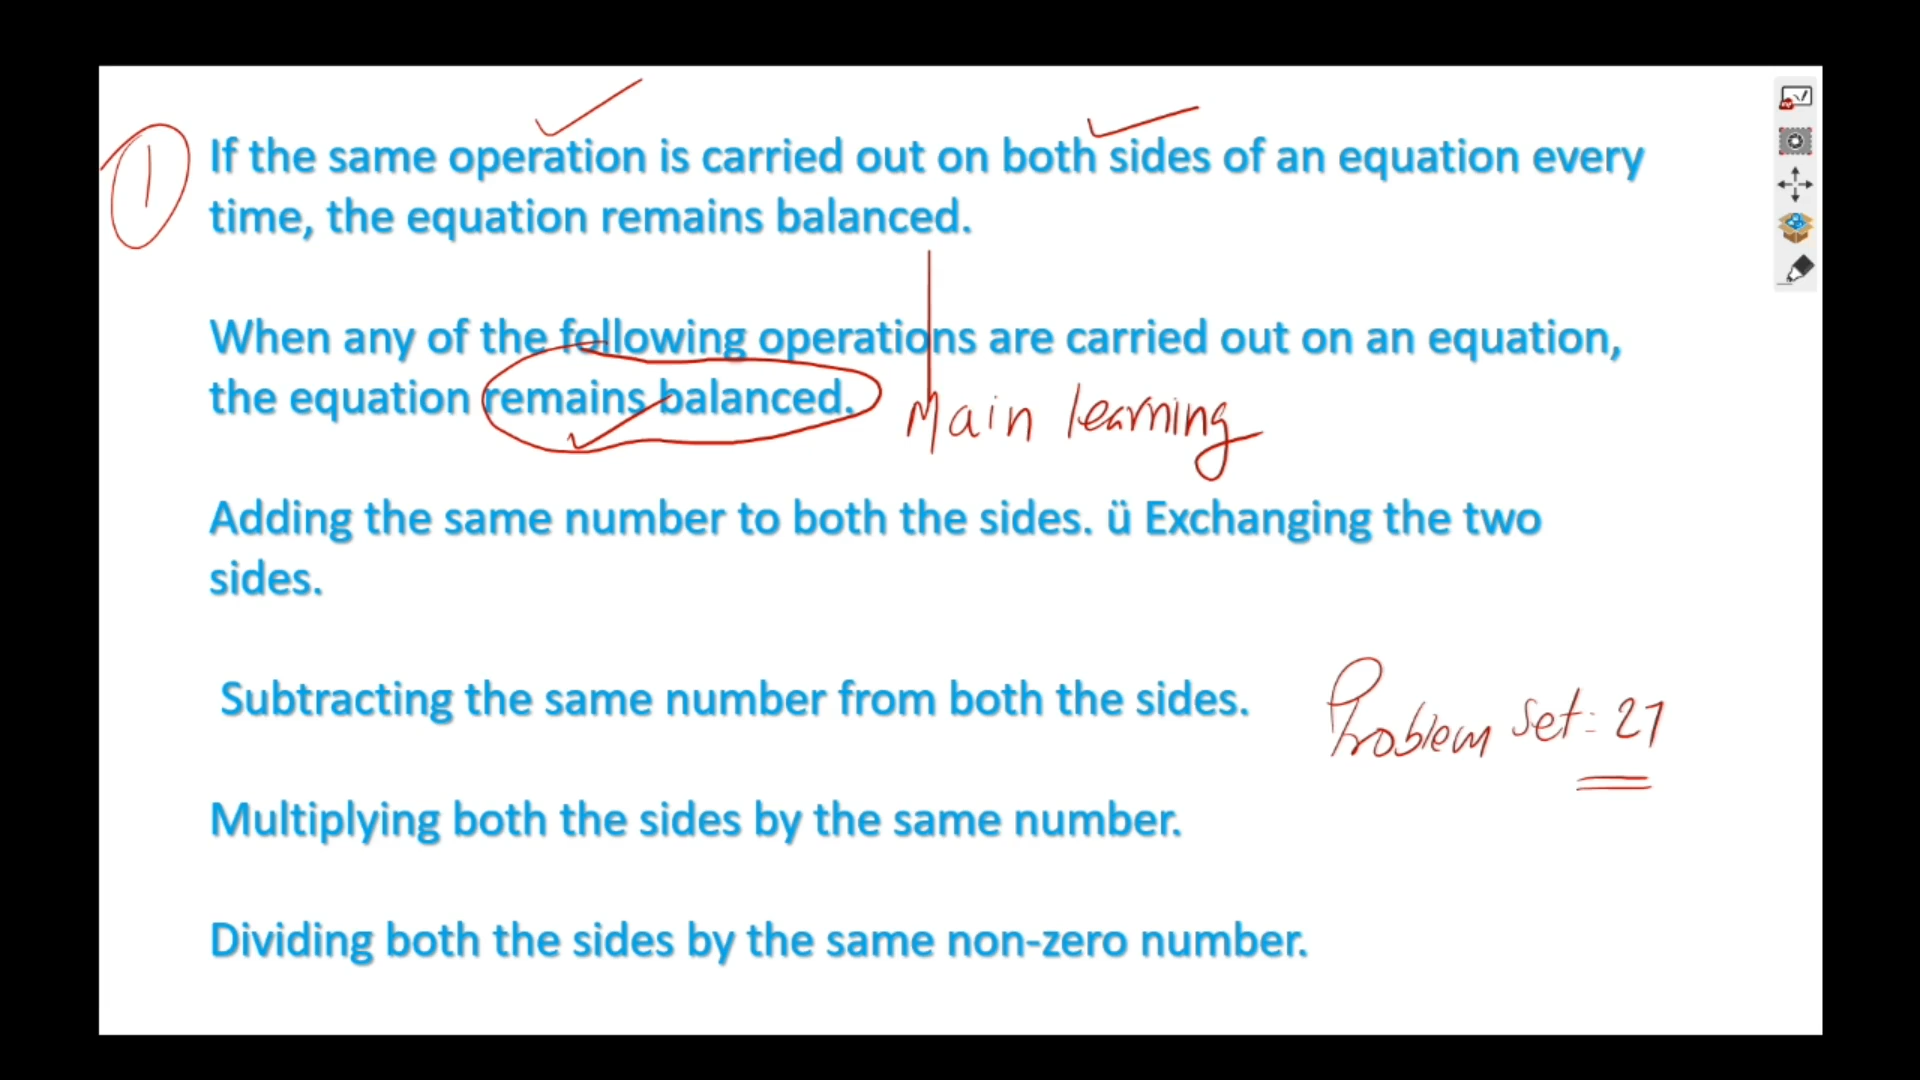 1
If the same operation is carried out on both sides of an equation every
time, the equation remains balanced.
When any of the following operations are carried out on an equation,
the equation remains balanced.
Main learning
Adding the same number to both the sides. ü Exchanging the two
sides.
Subtracting the same number from both the sides.
Problem set: 27
Multiplying both the sides by the same number.
Dividing both the sides by the same non-zero number.